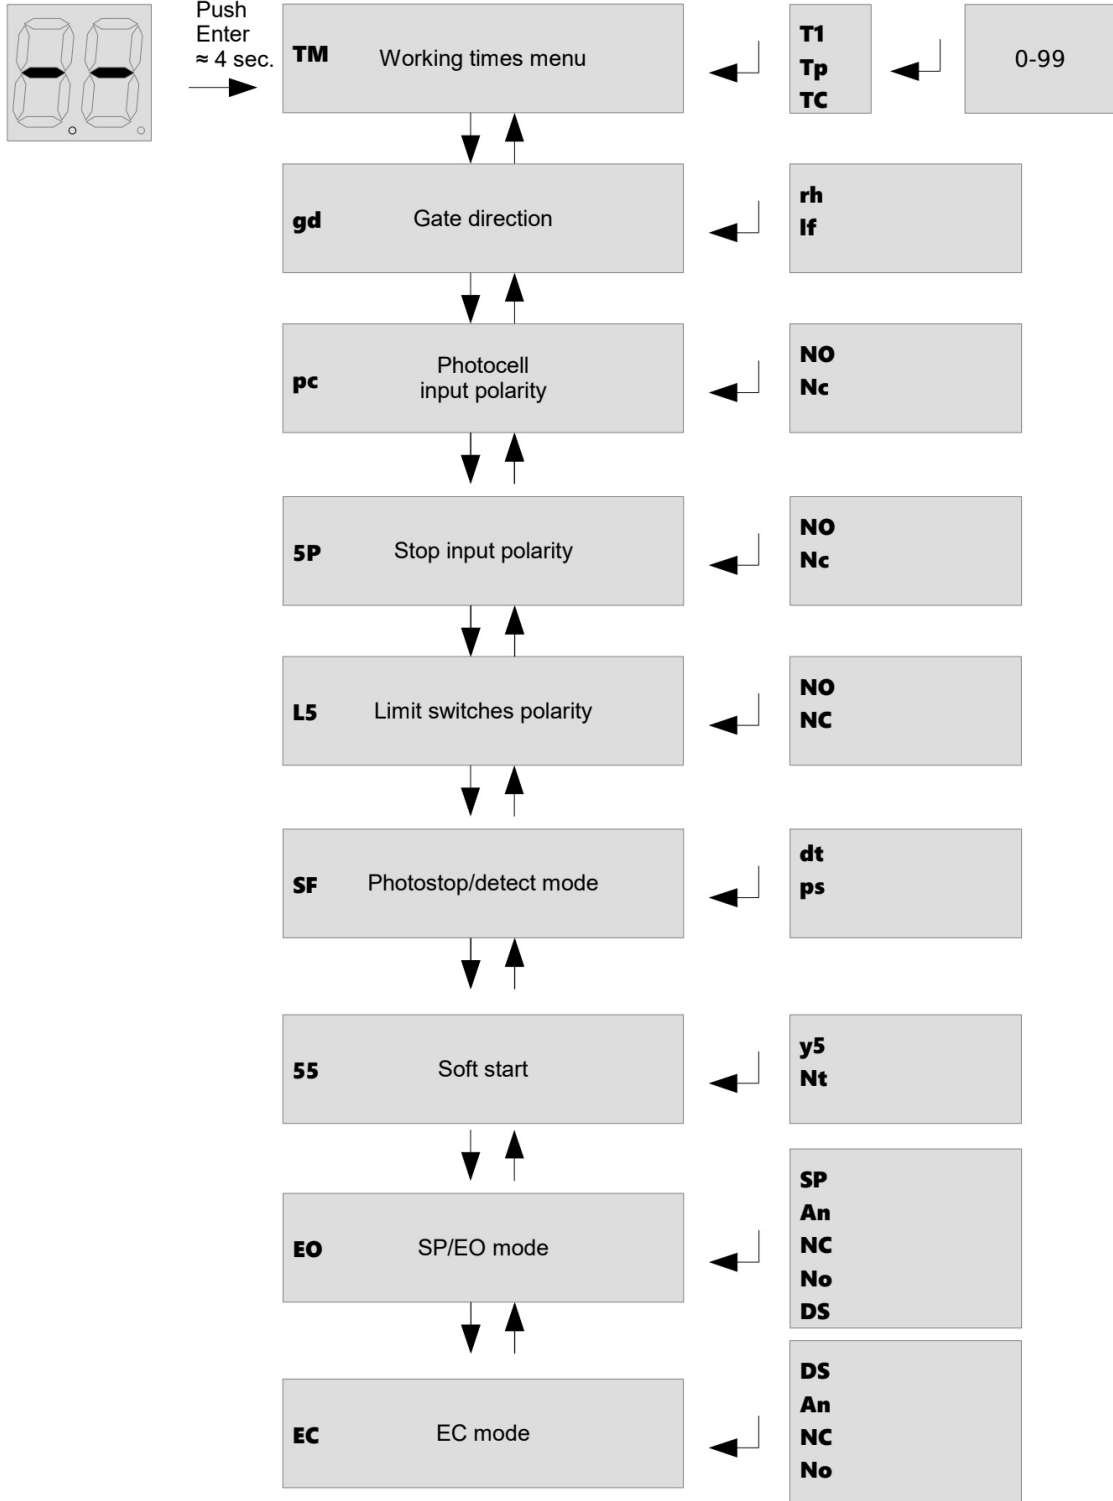 Push
Enter
≈ 4 sec.
TM
Working times menu
T1
Tp
TC
0-99
gd
Gate direction
rh
lf
pc
Photocell
input polarity
NO
Nc
5P
Stop input polarity
NO
Nc
L5
Limit switches polarity
NO
NC
SF
Photostop/detect mode
dt
ps
55
Soft start
y5
Nt
EO
SP/EO mode
SP
An
NC
No
DS
EC
EC mode
DS
An
NC
No